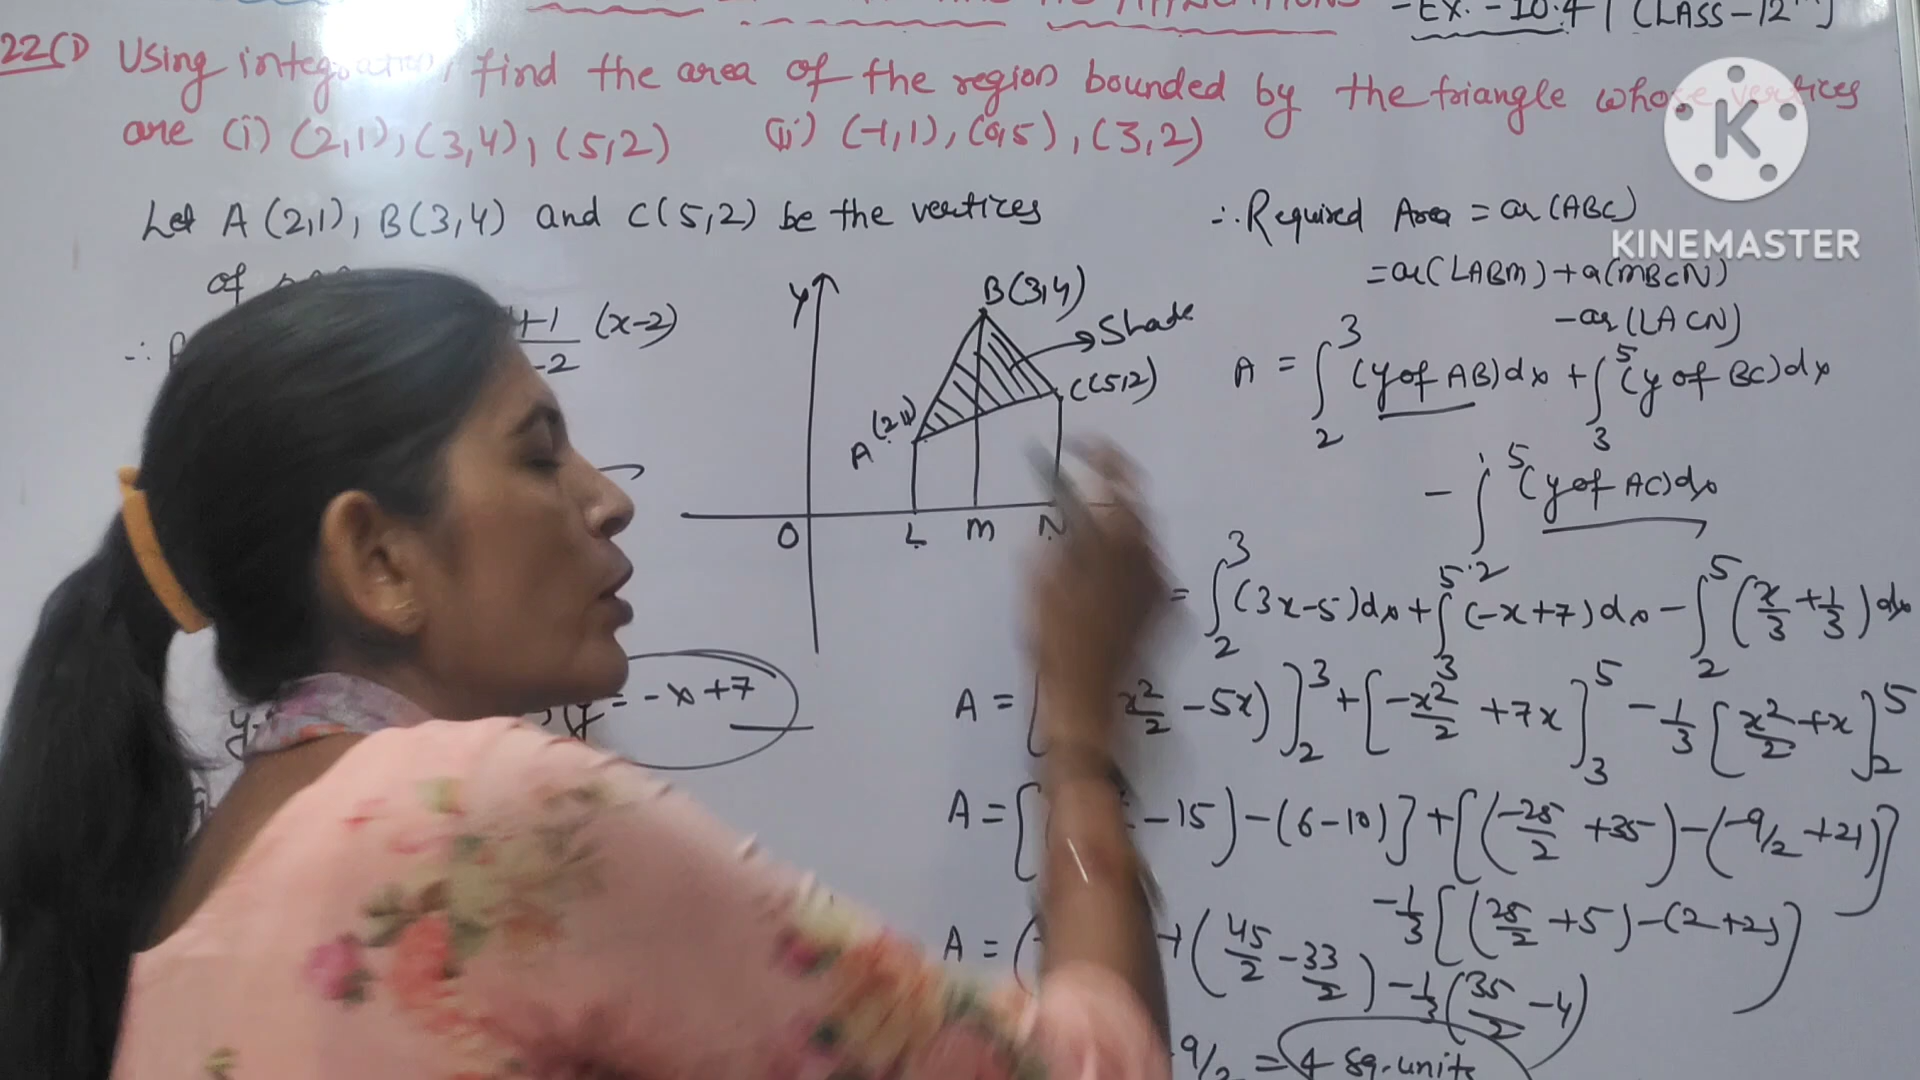 APPLICATIONS - EX. - 10.4 | CLASS - 12th]
22(i) Using integration, find the area of the region bounded by the triangle whose vertices
are (i) (2,1), (3,4), (5,2) (ii) (-1,1), (0,5), (3,2)
K
KINEMASTER
Let A (2,1), B(3,4) and C(5,2) be the vertices
of
(x-2)
-2
y = -x+7
Y
B(3,4)
Shade
C(5,2)
A (2,1)
O L M N
∴ Required Area = ar(ABC)
= ar(LABM) + a(MBCN)
- ar(LACN)
A = ∫₂³ (y of AB)dx + ∫₃⁵ (y of BC)dx
- ∫₂⁵ (y of AC)dx
= ∫₂³ (3x-5)dx + ∫₃⁵ (-x+7)dx - ∫₂⁵ (x/3 + 1/3) dx
A = [ x²/2 - 5x) ]₂³ + [-x²/2 + 7x]₃⁵ - 1/3 [x²/2 + x]₂⁵
A = [ - 15) - (6-10)] + [(-25/2 + 35) - (-9/2 + 21)]
- 1/3 [(25/2 + 5) - (2+2)]
A = ( + (45/2 - 33/2) - 1/3 (35/2 - 4)
9/2 = 4 sq. units